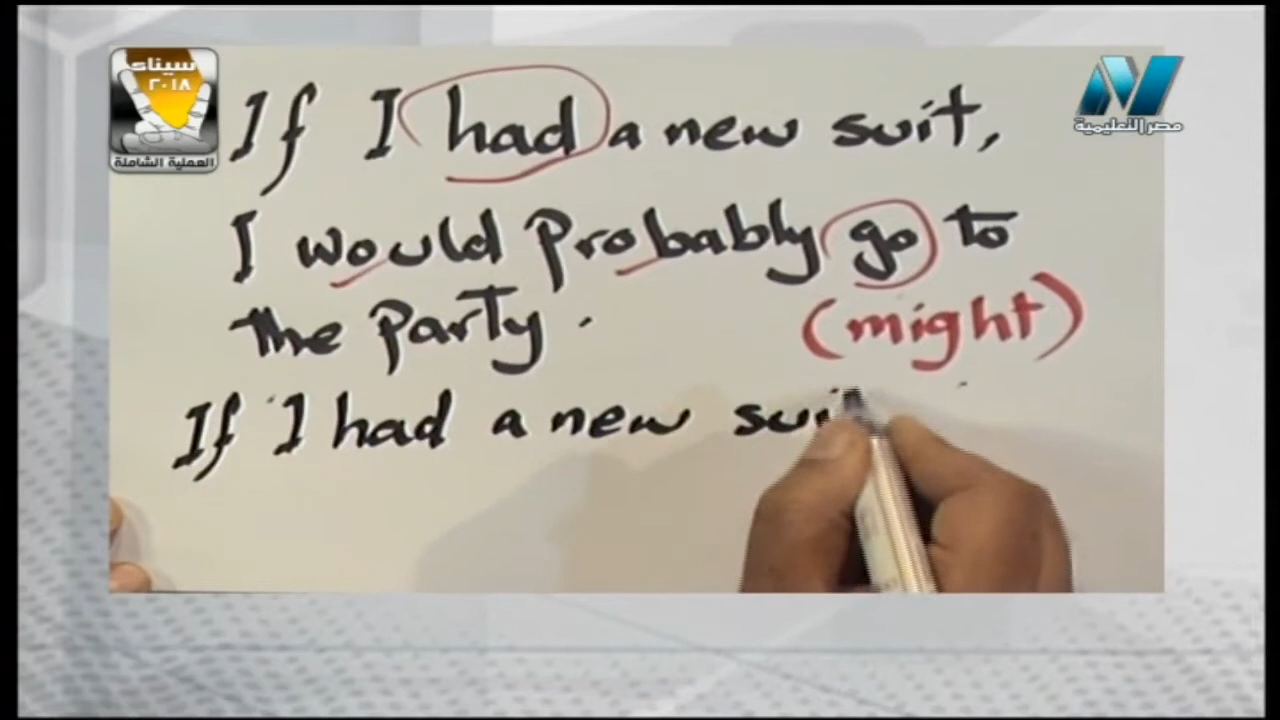 سيناء
٢٠١٨
العملية الشاملة
مصر التعليمية
If I had a new suit,
I would probably go to
the party.
(might)
If I had a new suit